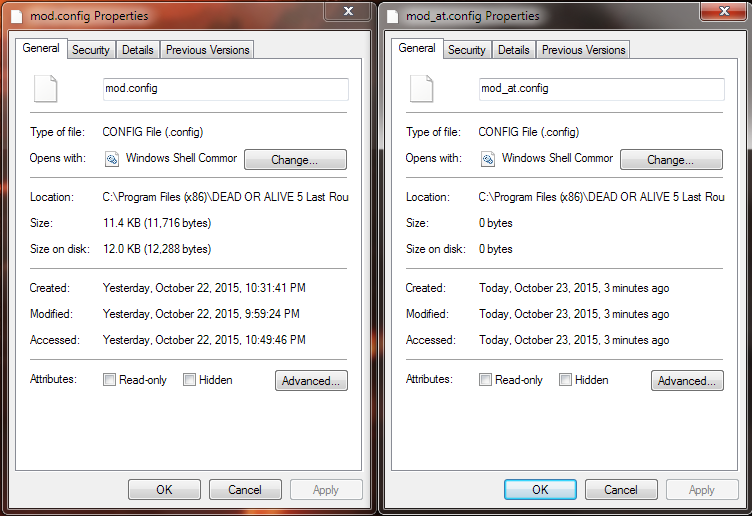 mod.config Properties
General Security Details Previous Versions
mod.config
Type of file: CONFIG File (.config)
Opens with: Windows Shell Commor Change...
Location: C:\Program Files (x86)\DEAD OR ALIVE 5 Last Rou
Size: 11.4 KB (11,716 bytes)
Size on disk: 12.0 KB (12,288 bytes)
Created: Yesterday, October 22, 2015, 10:31:41 PM
Modified: Yesterday, October 22, 2015, 9:59:24 PM
Accessed: Yesterday, October 22, 2015, 10:49:46 PM
Attributes: Read-only Hidden Advanced...
OK Cancel Apply
mod_at.config Properties
General Security Details Previous Versions
mod_at.config
Type of file: CONFIG File (.config)
Opens with: Windows Shell Commor Change...
Location: C:\Program Files (x86)\DEAD OR ALIVE 5 Last Rou
Size: 0 bytes
Size on disk: 0 bytes
Created: Today, October 23, 2015, 3 minutes ago
Modified: Today, October 23, 2015, 3 minutes ago
Accessed: Today, October 23, 2015, 3 minutes ago
Attributes: Read-only Hidden Advanced...
OK Cancel Apply